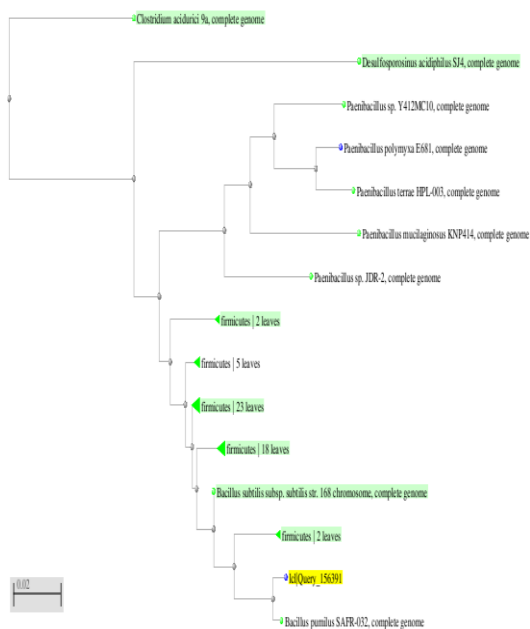 Clostridium acidurici 9a, complete genome
Desulfosporosinus acidiphilus SJ4, complete genome
Paenibacillus sp. Y412MC10, complete genome
Paenibacillus polymyxa E681, complete genome
Paenibacillus terrae HPL-003, complete genome
Paenibacillus mucilaginosus KNP414, complete genome
Paenibacillus sp. JDR-2, complete genome
firmicutes | 2 leaves
firmicutes | 5 leaves
firmicutes | 23 leaves
firmicutes | 18 leaves
Bacillus subtilis subsp. subtilis str. 168 chromosome, complete genome
firmicutes | 2 leaves
lcl|Query_156391
0.02
Bacillus pumilus SAFR-032, complete genome